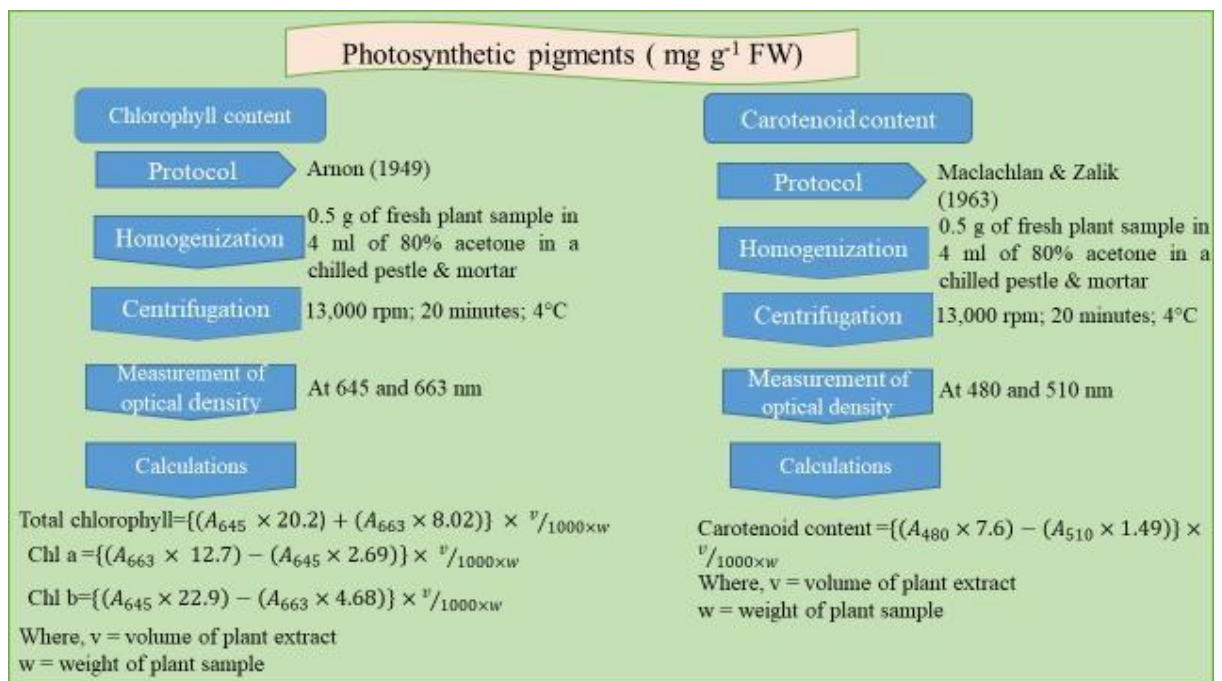 Photosynthetic pigments ( mg g⁻¹ FW)
Chlorophyll content
Protocol
Arnon (1949)
Homogenization
0.5 g of fresh plant sample in
4 ml of 80% acetone in a
chilled pestle & mortar
Centrifugation
13,000 rpm; 20 minutes; 4°C
Measurement of
optical density
At 645 and 663 nm
Calculations
Total chlorophyll={(A₆₄₅ × 20.2) + (A₆₆₃ × 8.02)} × ᵛ/₁₀₀₀ₓw
Chl a ={(A₆₆₃ × 12.7) − (A₆₄₅ × 2.69)} × ᵛ/₁₀₀₀ₓw
Chl b={(A₆₄₅ × 22.9) − (A₆₆₃ × 4.68)} × ᵛ/₁₀₀₀ₓw
Where, v = volume of plant extract
w = weight of plant sample
Carotenoid content
Protocol
Maclachlan & Zalik
(1963)
Homogenization
0.5 g of fresh plant sample in
4 ml of 80% acetone in a
chilled pestle & mortar
Centrifugation
13,000 rpm; 20 minutes; 4°C
Measurement of
optical density
At 480 and 510 nm
Calculations
Carotenoid content ={(A₄₈₀ × 7.6) − (A₅₁₀ × 1.49)} ×
ᵛ/₁₀₀₀ₓw
Where, v = volume of plant extract
w = weight of plant sample